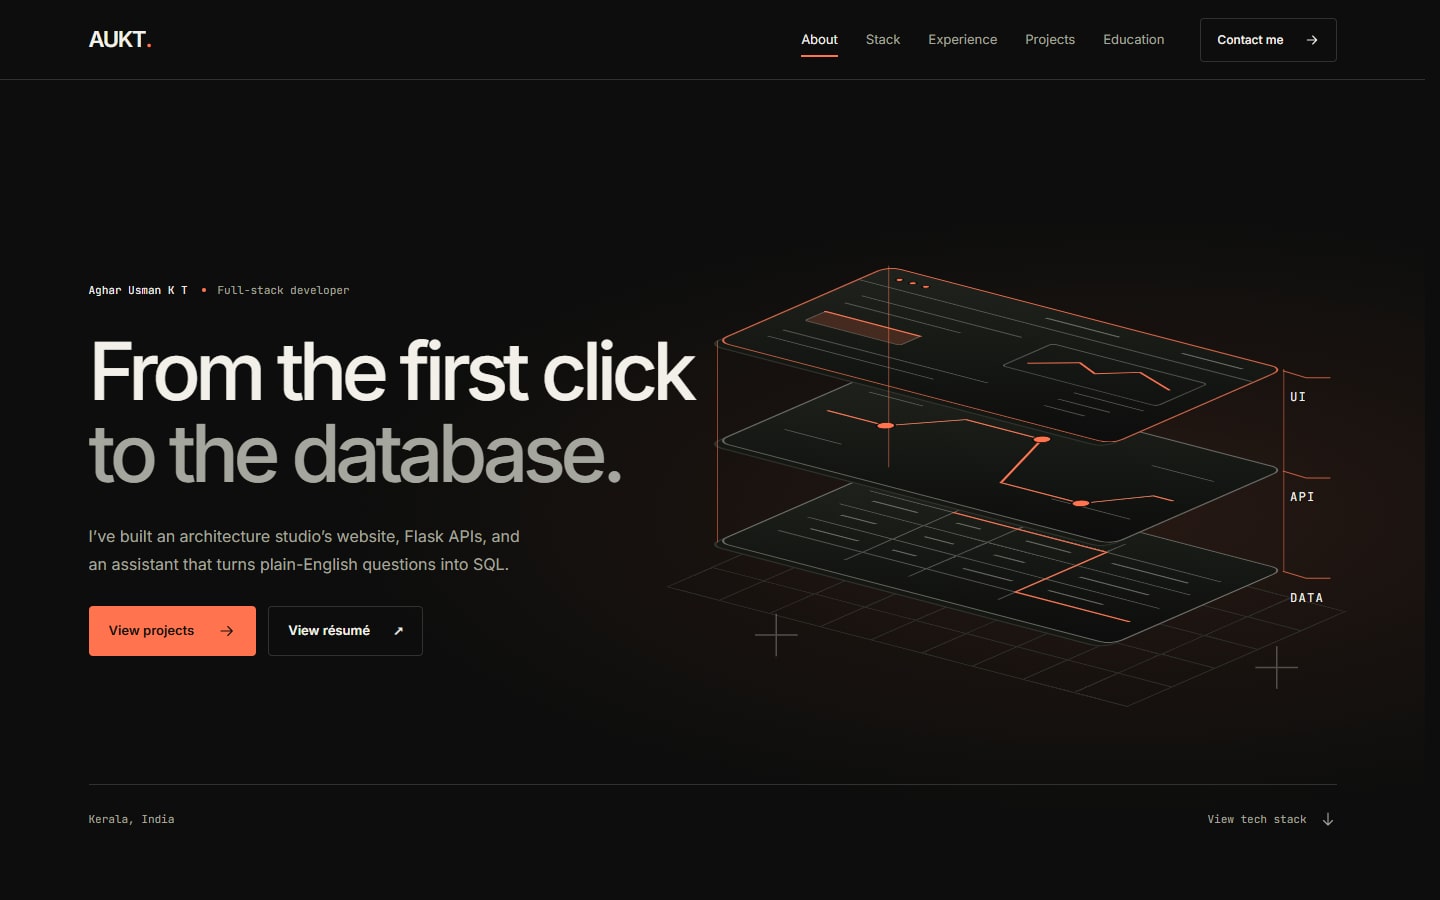 AUKT.
About Stack Experience Projects Education Contact me →
Aghar Usman K T • Full-stack developer
From the first click
to the database.
I’ve built an architecture studio’s website, Flask APIs, and
an assistant that turns plain-English questions into SQL.
View projects → View résumé ↗
UI
API
DATA
Kerala, India
View tech stack ↓